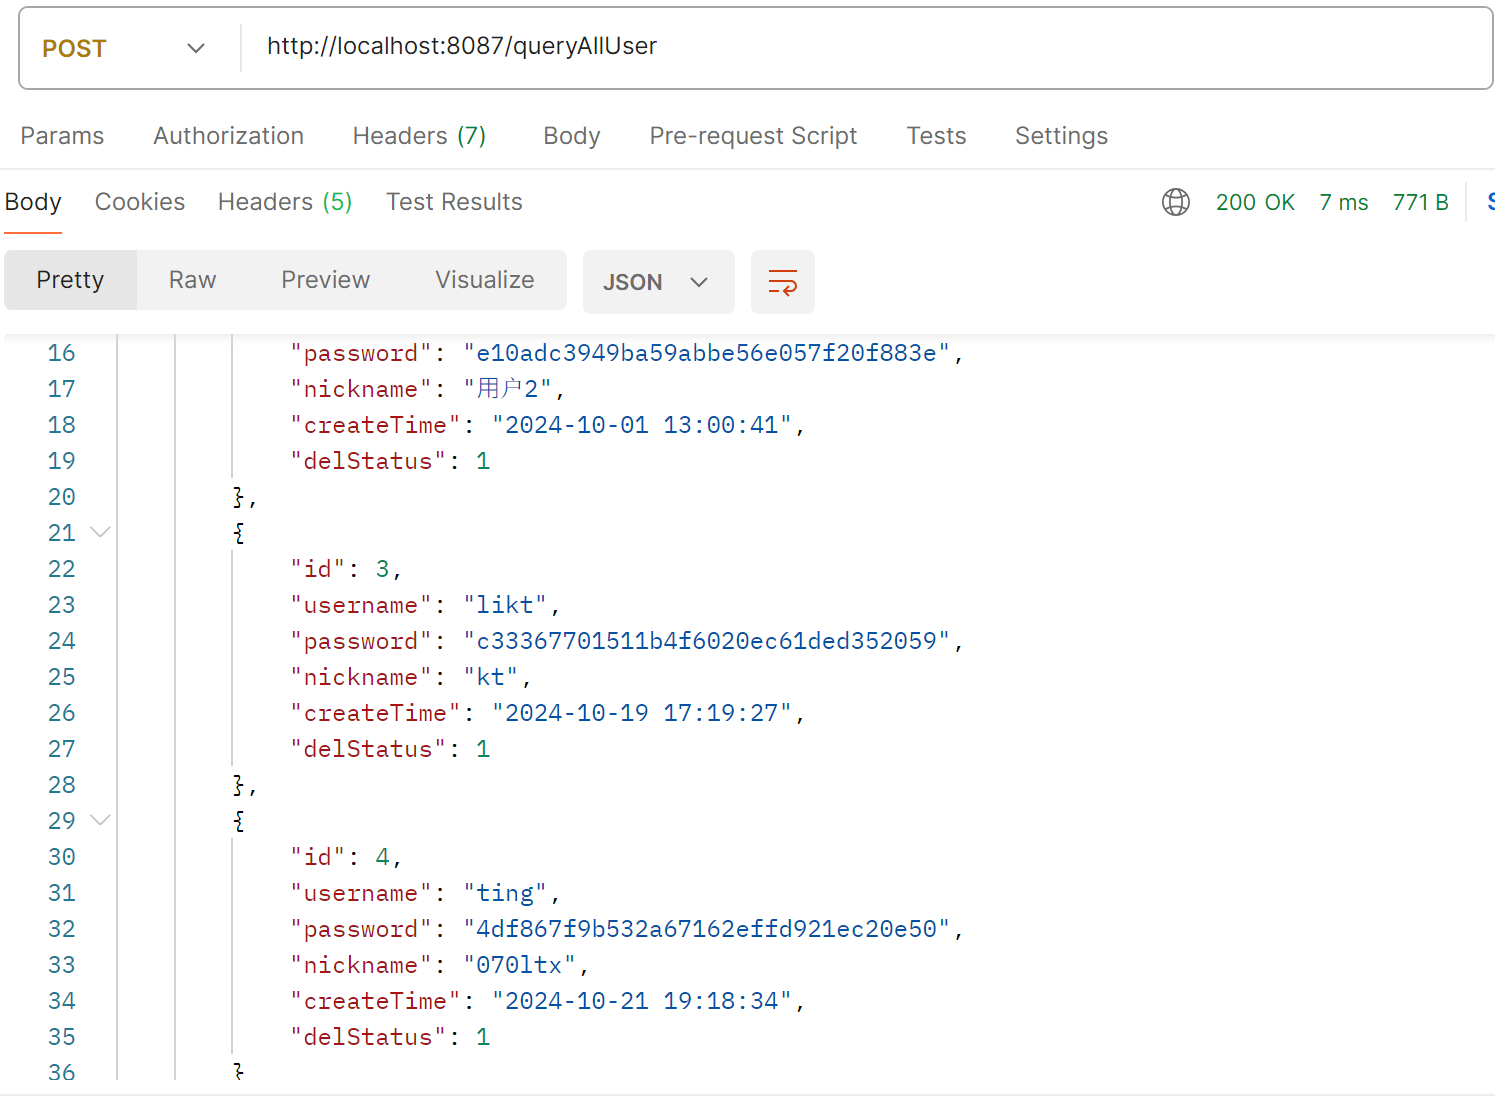 POST http://localhost:8087/queryAllUser
Params Authorization Headers (7) Body Pre-request Script Tests Settings
Body Cookies Headers (5) Test Results 200 OK 7 ms 771 B
Pretty Raw Preview Visualize JSON
16 "password": "e10adc3949ba59abbe56e057f20f883e",
17 "nickname": "用户2",
18 "createTime": "2024-10-01 13:00:41",
19 "delStatus": 1
20 },
21 {
22 "id": 3,
23 "username": "likt",
24 "password": "c33367701511b4f6020ec61ded352059",
25 "nickname": "kt",
26 "createTime": "2024-10-19 17:19:27",
27 "delStatus": 1
28 },
29 {
30 "id": 4,
31 "username": "ting",
32 "password": "4df867f9b532a67162effd921ec20e50",
33 "nickname": "070ltx",
34 "createTime": "2024-10-21 19:18:34",
35 "delStatus": 1
36 }